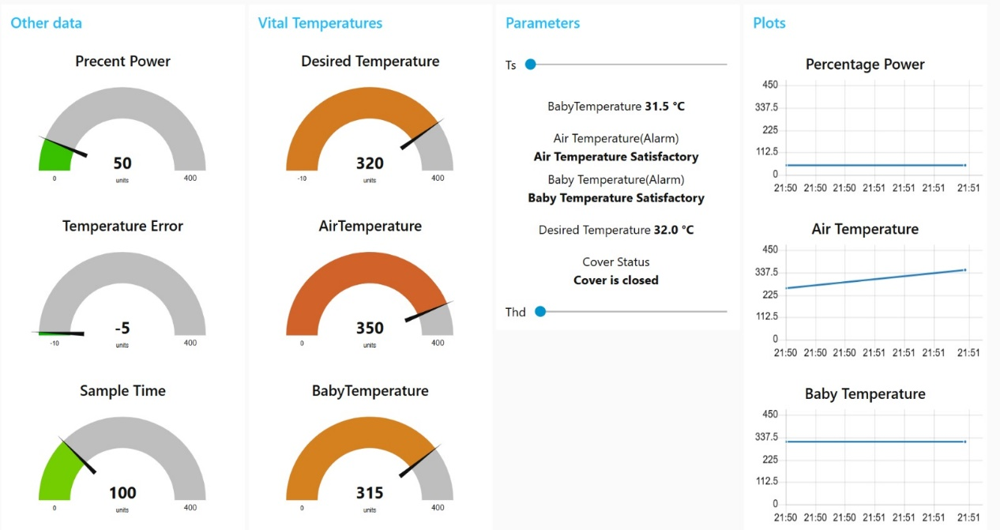 Other data
Precent Power
50
units
0
400
Temperature Error
-5
units
-10
400
Sample Time
100
units
0
400
Vital Temperatures
Desired Temperature
320
units
-10
400
AirTemperature
350
units
0
400
BabyTemperature
315
units
0
400
Parameters
Ts
BabyTemperature 31.5 °C
Air Temperature(Alarm)
Air Temperature Satisfactory
Baby Temperature(Alarm)
Baby Temperature Satisfactory
Desired Temperature 32.0 °C
Cover Status
Cover is closed
Thd
Plots
Percentage Power
450
337.5
225
112.5
0
21:50 21:50 21:50 21:51 21:51 21:51 21:51
Air Temperature
450
337.5
225
112.5
0
21:50 21:50 21:50 21:51 21:51 21:51 21:51
Baby Temperature
450
337.5
225
112.5
0
21:50 21:50 21:50 21:51 21:51 21:51 21:51